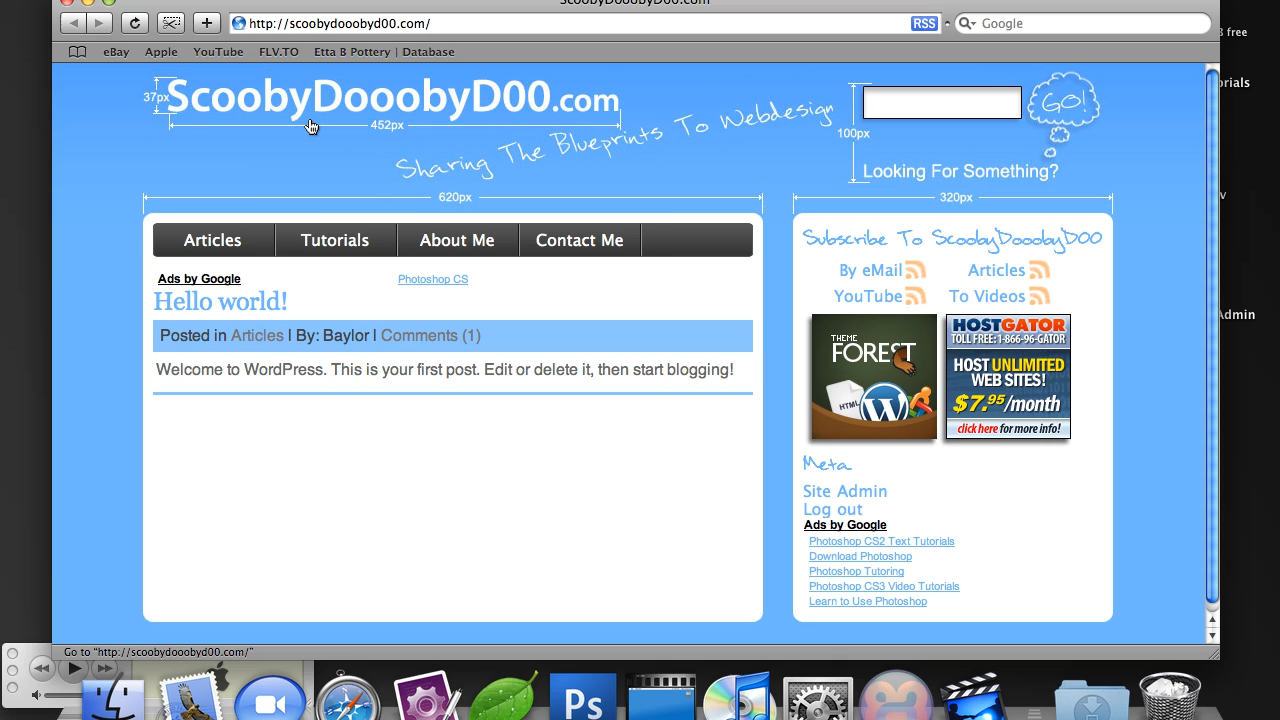 ScoobyDooobyD00.com
http://scoobydooobyd00.com/
RSS
Google
eBay Apple YouTube FLV.TO Etta B Pottery | Database
free
37px
ScoobyDooobyD00.com
452px
Sharing The Blueprints To Webdesign
100px
GO!
Looking For Something?
620px
320px
Articles Tutorials About Me Contact Me
Ads by Google
Photoshop CS
Hello world!
Posted in Articles | By: Baylor | Comments (1)
Welcome to WordPress. This is your first post. Edit or delete it, then start blogging!
Subscribe To ScoobyDooobyD00
By eMail Articles
YouTube To Videos
THEME
FOREST
HTML
W
HOSTGATOR
TOLL FREE: 1-866-96-GATOR
HOST UNLIMITED
WEB SITES!
$7.95/month
click here for more info!
Meta
Site Admin
Log out
Ads by Google
Photoshop CS2 Text Tutorials
Download Photoshop
Photoshop Tutoring
Photoshop CS3 Video Tutorials
Learn to Use Photoshop
Admin
Go to "http://scoobydooobyd00.com/"
Ps